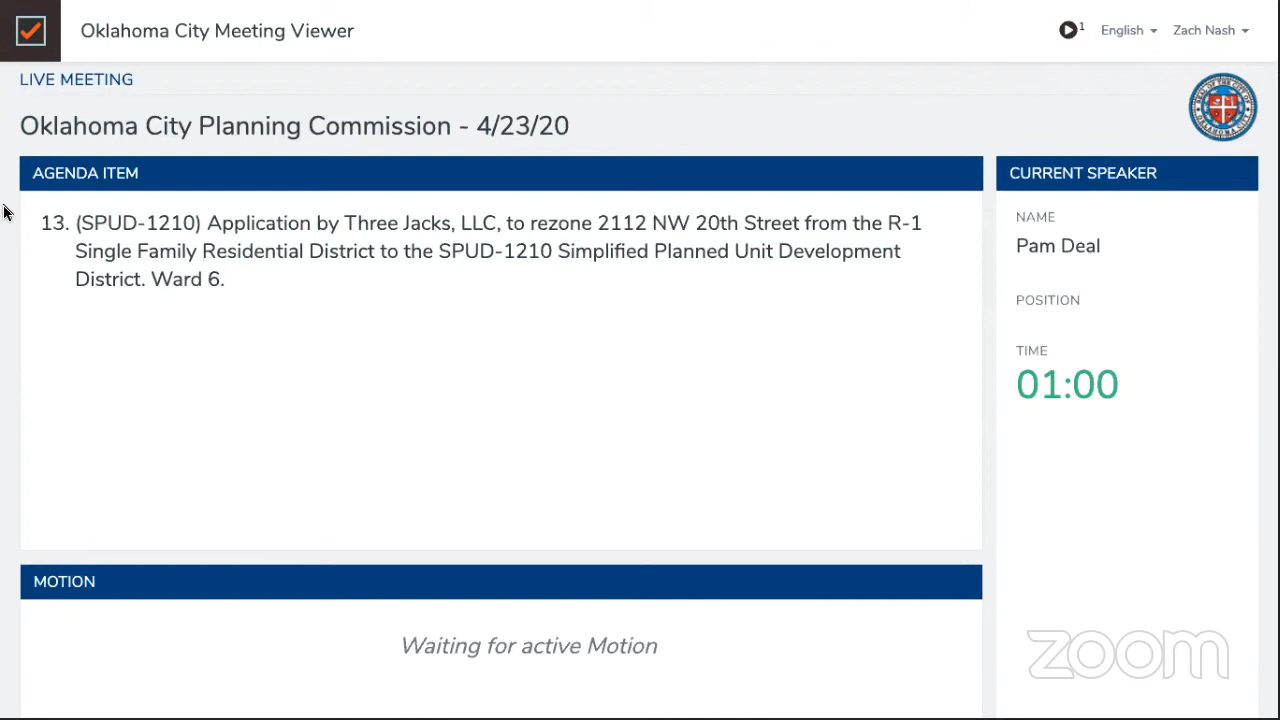 Oklahoma City Meeting Viewer
1
English
Zach Nash
LIVE MEETING
Oklahoma City Planning Commission - 4/23/20
AGENDA ITEM
13. (SPUD-1210) Application by Three Jacks, LLC, to rezone 2112 NW 20th Street from the R-1
Single Family Residential District to the SPUD-1210 Simplified Planned Unit Development
District. Ward 6.
CURRENT SPEAKER
NAME
Pam Deal
POSITION
TIME
01:00
MOTION
Waiting for active Motion
zoom